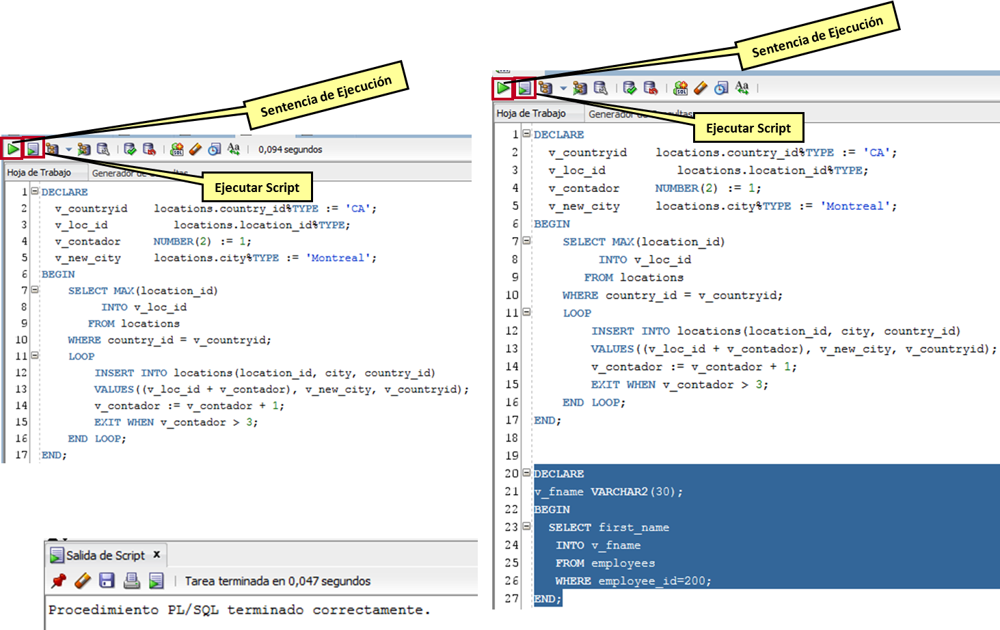 Sentencia de Ejecución
0,094 segundos
Hoja de Trabajo
Generador de Consultas
Ejecutar Script
1 DECLARE
2 v_countryid locations.country_id%TYPE := 'CA';
3 v_loc_id locations.location_id%TYPE;
4 v_contador NUMBER(2) := 1;
5 v_new_city locations.city%TYPE := 'Montreal';
6 BEGIN
7 SELECT MAX(location_id)
8 INTO v_loc_id
9 FROM locations
10 WHERE country_id = v_countryid;
11 LOOP
12 INSERT INTO locations(location_id, city, country_id)
13 VALUES((v_loc_id + v_contador), v_new_city, v_countryid);
14 v_contador := v_contador + 1;
15 EXIT WHEN v_contador > 3;
16 END LOOP;
17 END;
Salida de Script x
Tarea terminada en 0,047 segundos
Procedimiento PL/SQL terminado correctamente.
Sentencia de Ejecución
Hoja de Trabajo
Generador de Consultas
Ejecutar Script
1 DECLARE
2 v_countryid locations.country_id%TYPE := 'CA';
3 v_loc_id locations.location_id%TYPE;
4 v_contador NUMBER(2) := 1;
5 v_new_city locations.city%TYPE := 'Montreal';
6 BEGIN
7 SELECT MAX(location_id)
8 INTO v_loc_id
9 FROM locations
10 WHERE country_id = v_countryid;
11 LOOP
12 INSERT INTO locations(location_id, city, country_id)
13 VALUES((v_loc_id + v_contador), v_new_city, v_countryid);
14 v_contador := v_contador + 1;
15 EXIT WHEN v_contador > 3;
16 END LOOP;
17 END;
18
19
20 DECLARE
21 v_fname VARCHAR2(30);
22 BEGIN
23 SELECT first_name
24 INTO v_fname
25 FROM employees
26 WHERE employee_id=200;
27 END;